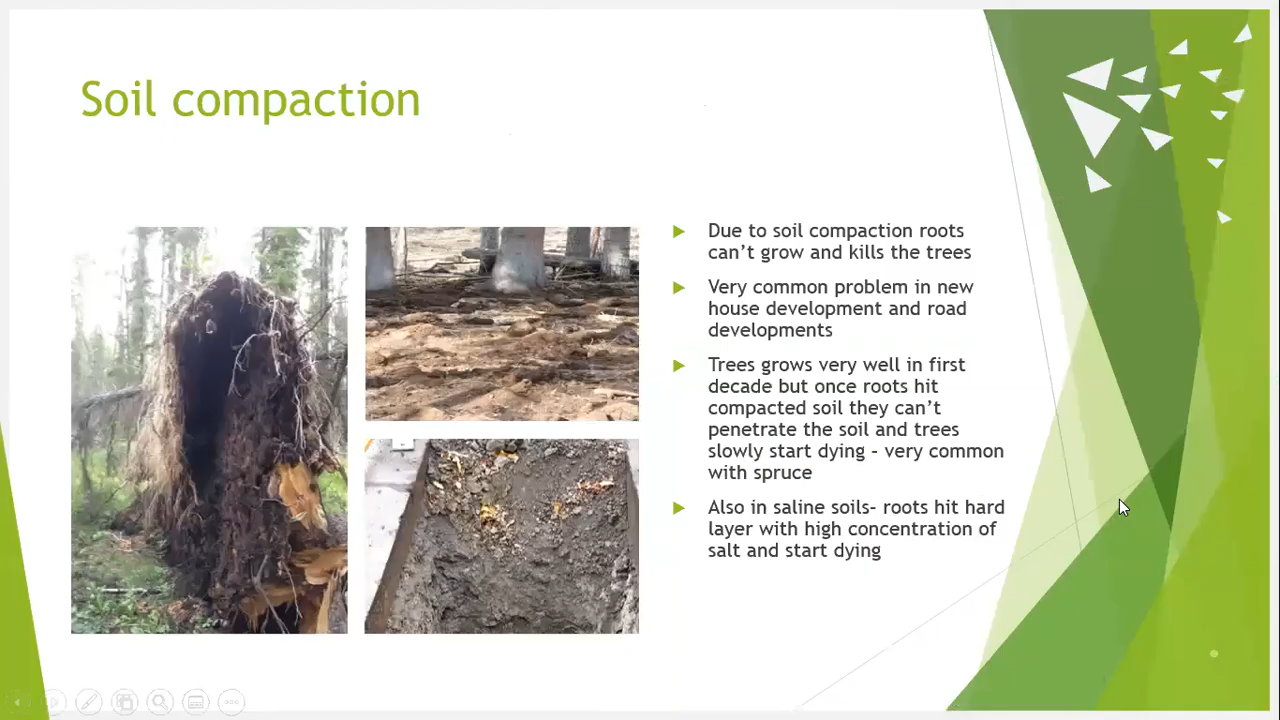 Soil compaction
Due to soil compaction roots
can't grow and kills the trees
Very common problem in new
house development and road
developments
Trees grows very well in first
decade but once roots hit
compacted soil they can't
penetrate the soil and trees
slowly start dying - very common
with spruce
Also in saline soils- roots hit hard
layer with high concentration of
salt and start dying